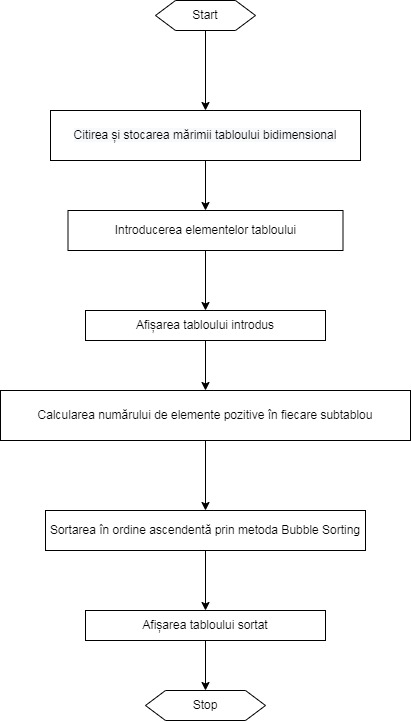 Start
Citirea și stocarea mărimii tabloului bidimensional
Introducerea elementelor tabloului
Afișarea tabloului introdus
Calcularea numărului de elemente pozitive în fiecare subtablou
Sortarea în ordine ascendentă prin metoda Bubble Sorting
Afișarea tabloului sortat
Stop